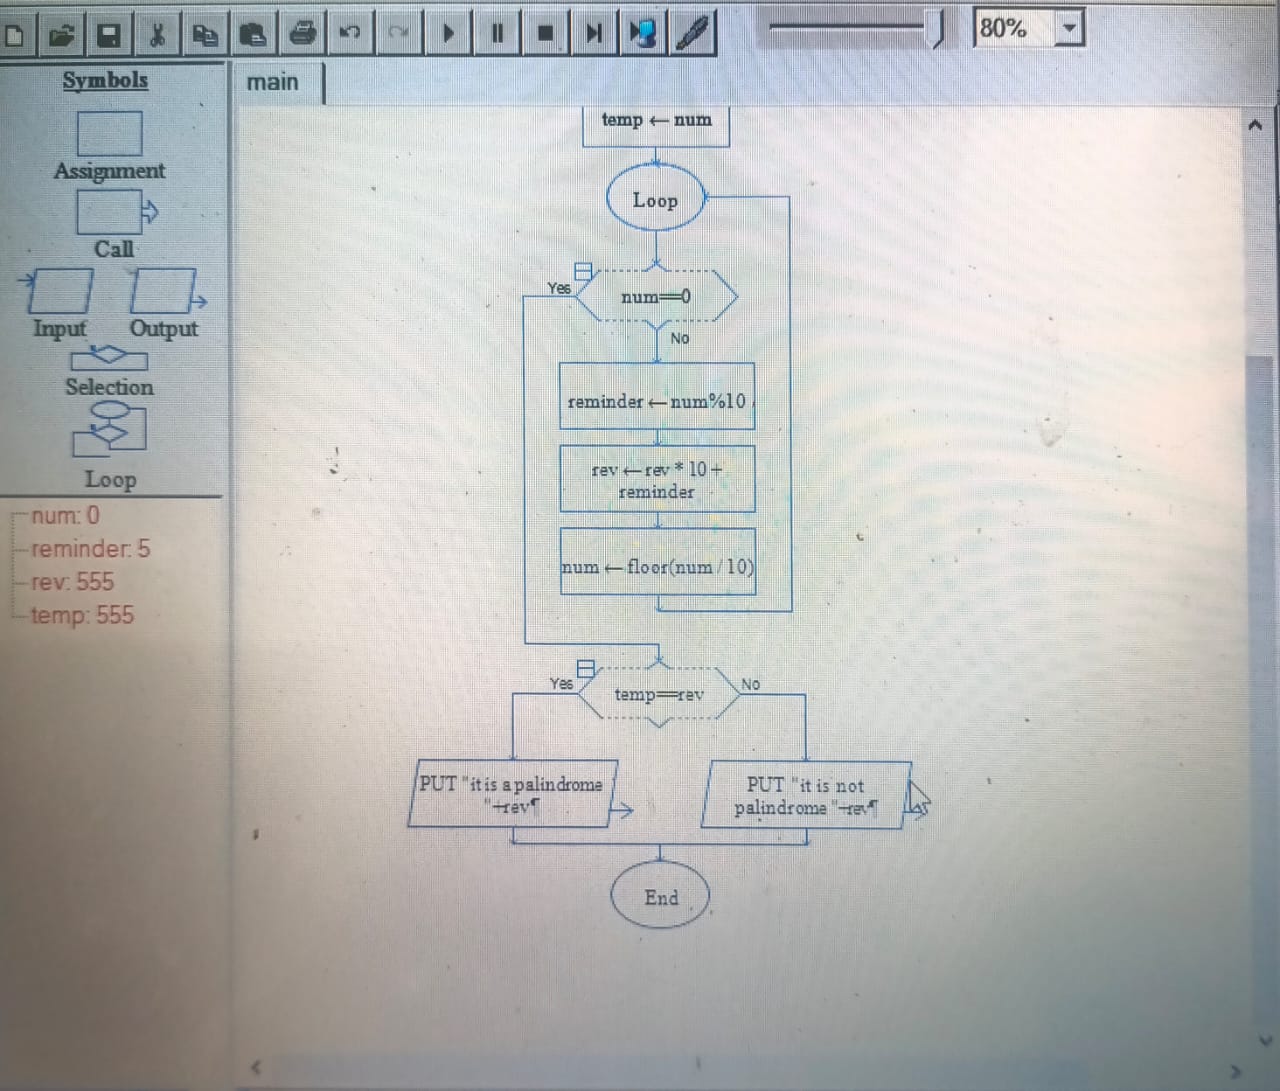 80%
Symbols
main
Assignment
Call
Input Output
Selection
Loop
num: 0
reminder: 5
rev: 555
temp: 555
temp ← num
Loop
Yes
num==0
No
reminder ← num%10
rev ← rev * 10 +
reminder
num ← floor(num / 10)
Yes
temp==rev
No
PUT "it is a palindrome
"+rev¶
PUT "it is not
palindrome "+rev¶
End